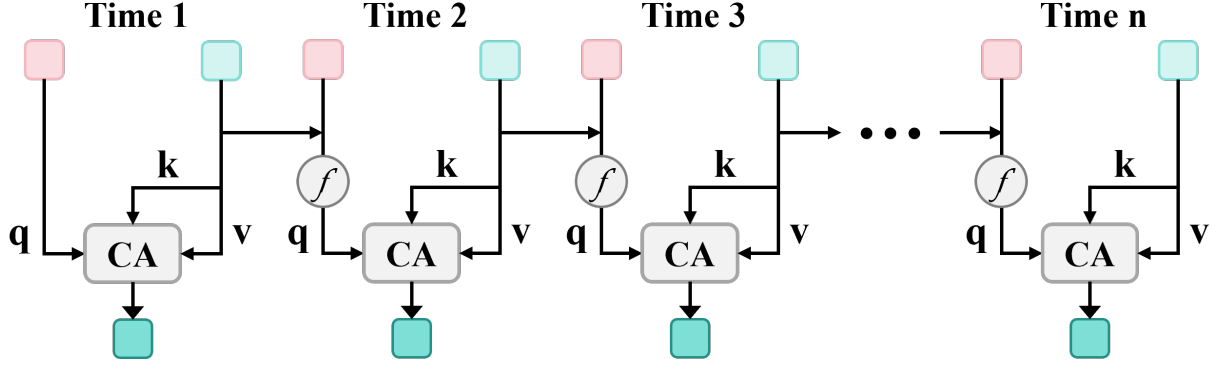 Time 1 Time 2 Time 3 Time n
k k k k
f f f
q v q v q v q v
CA CA CA CA